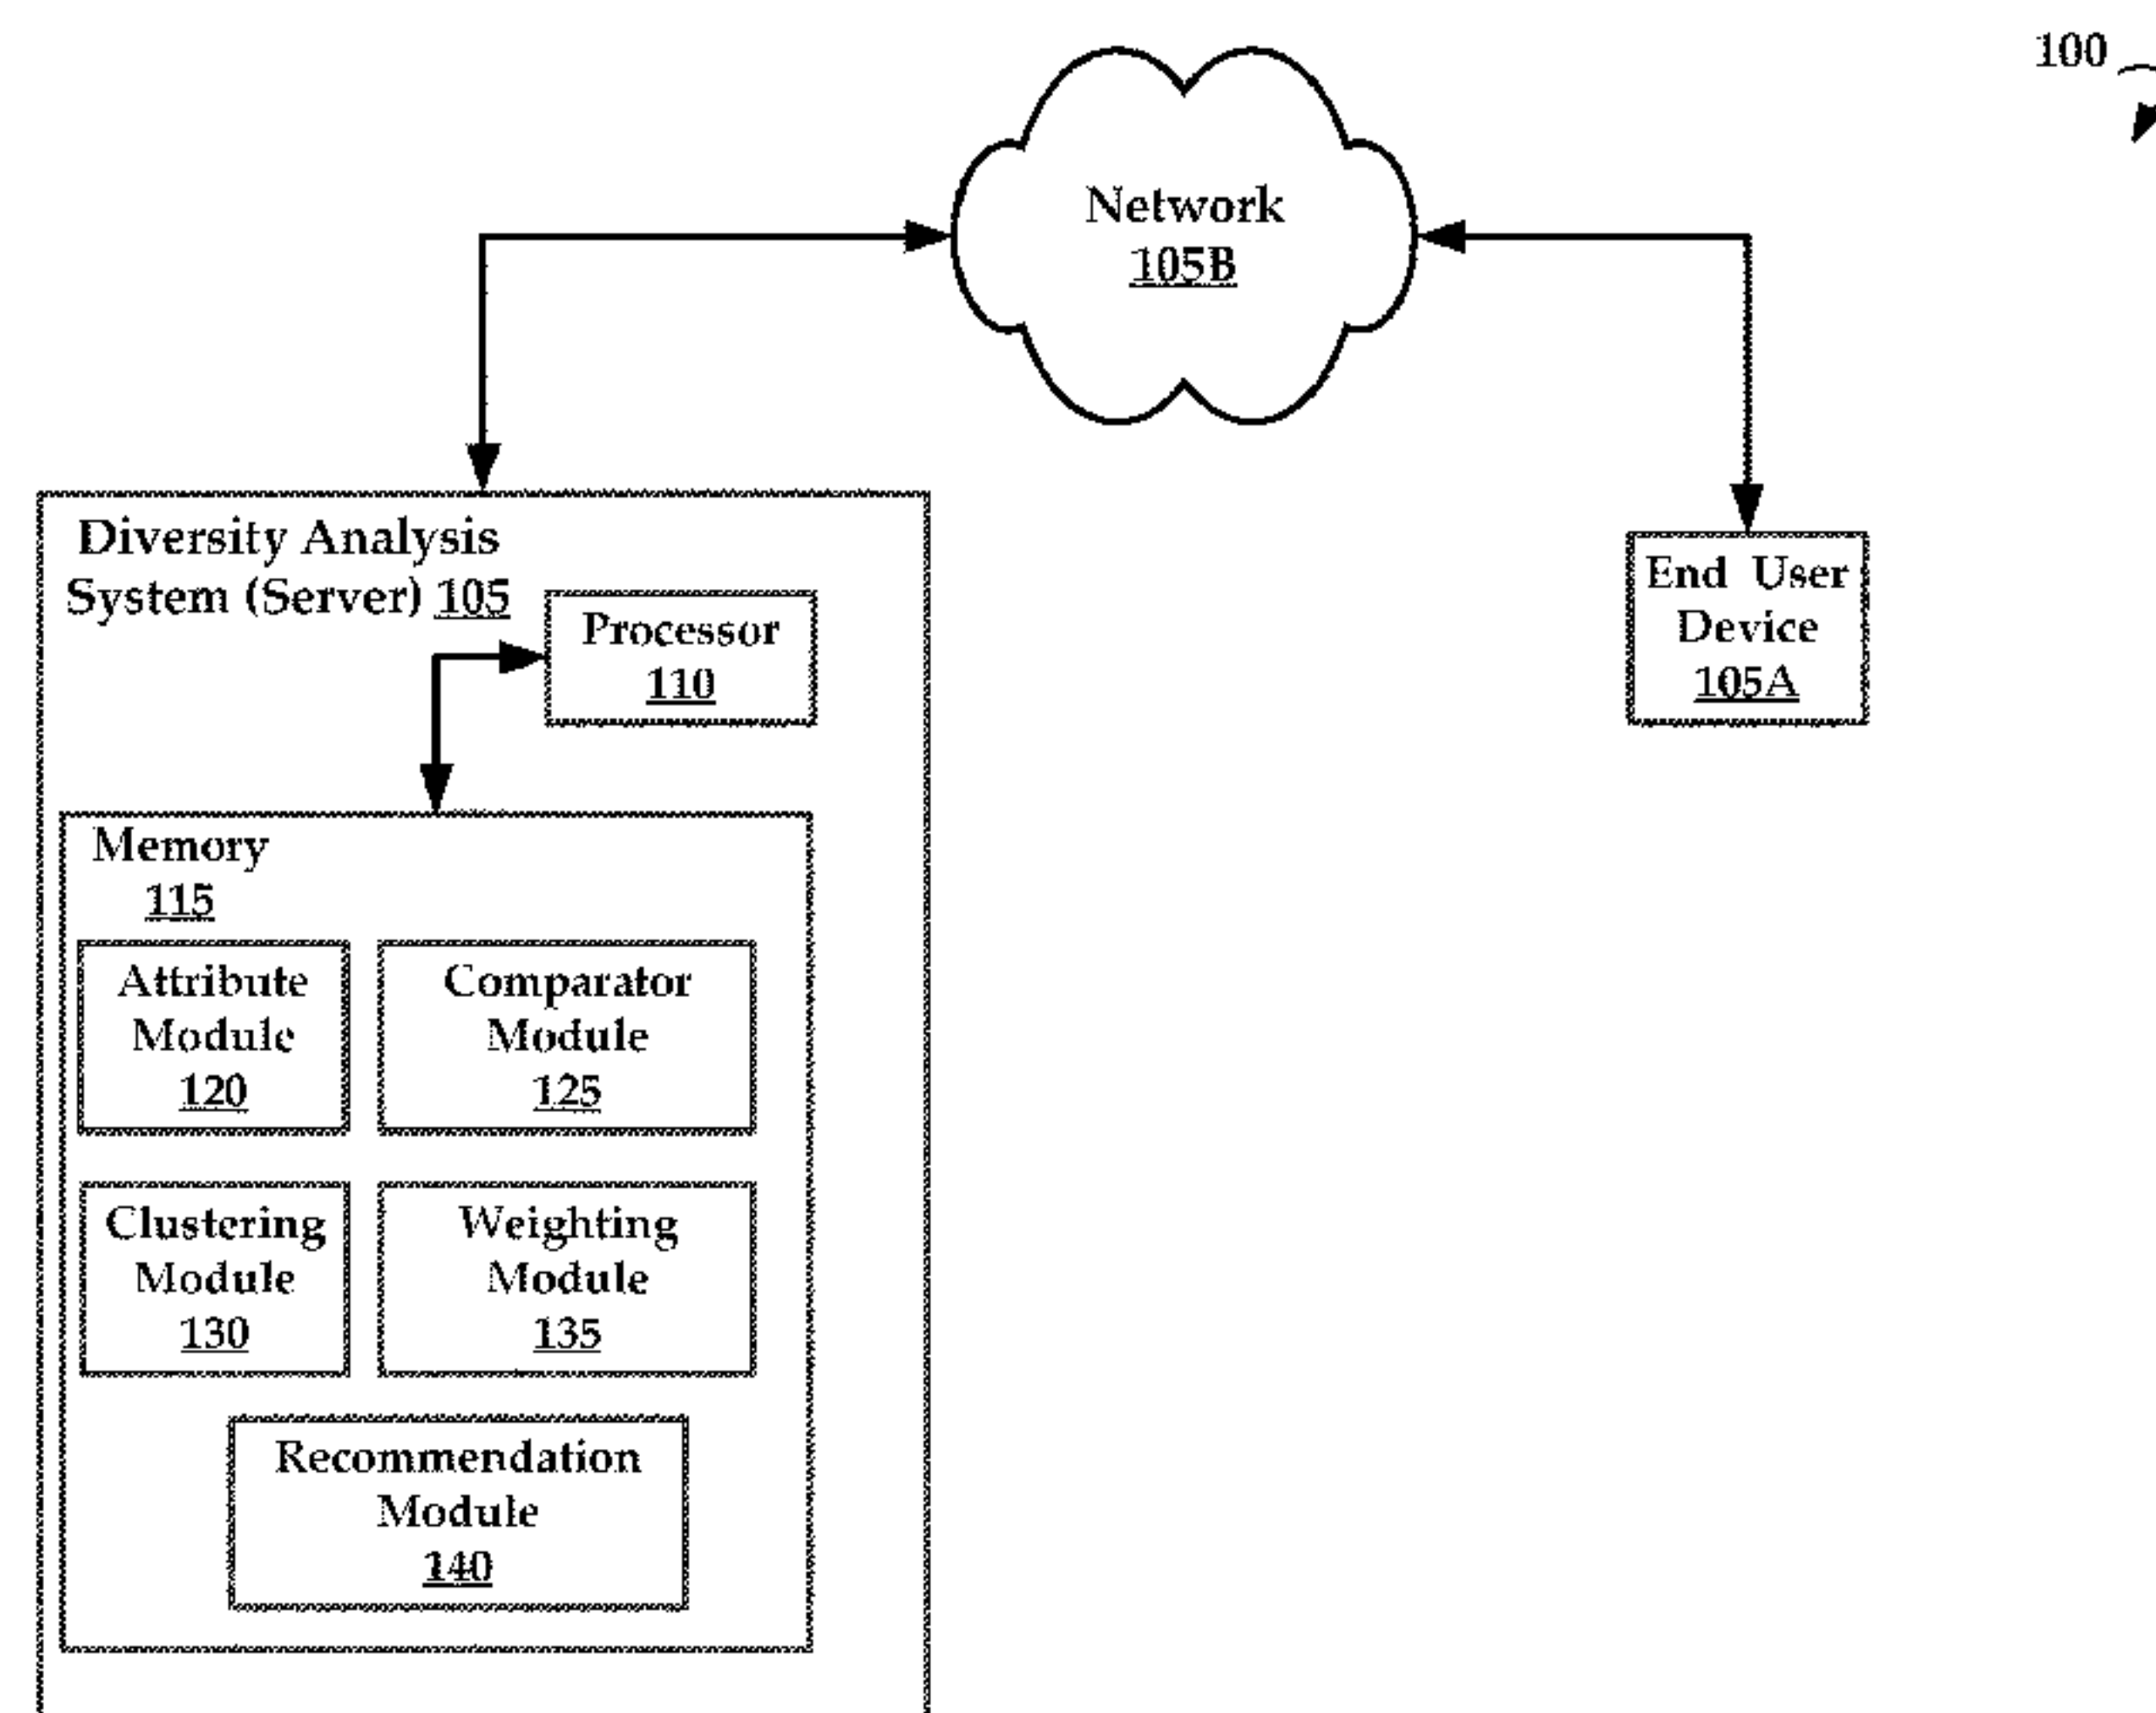 100
Network
105B
Diversity Analysis
System (Server) 105
Processor
110
End User
Device
105A
Memory
115
Attribute
Module
120
Comparator
Module
125
Clustering
Module
130
Weighting
Module
135
Recommendation
Module
140